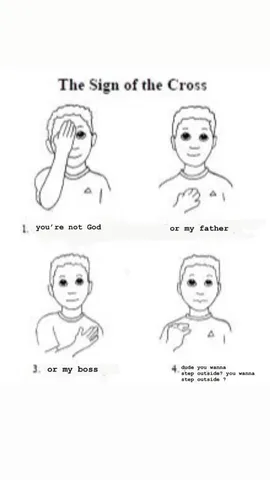 The Sign of the Cross
1. you're not God
or my father
3. or my boss
4. dude you wanna
step outside? you wanna
step outside ?